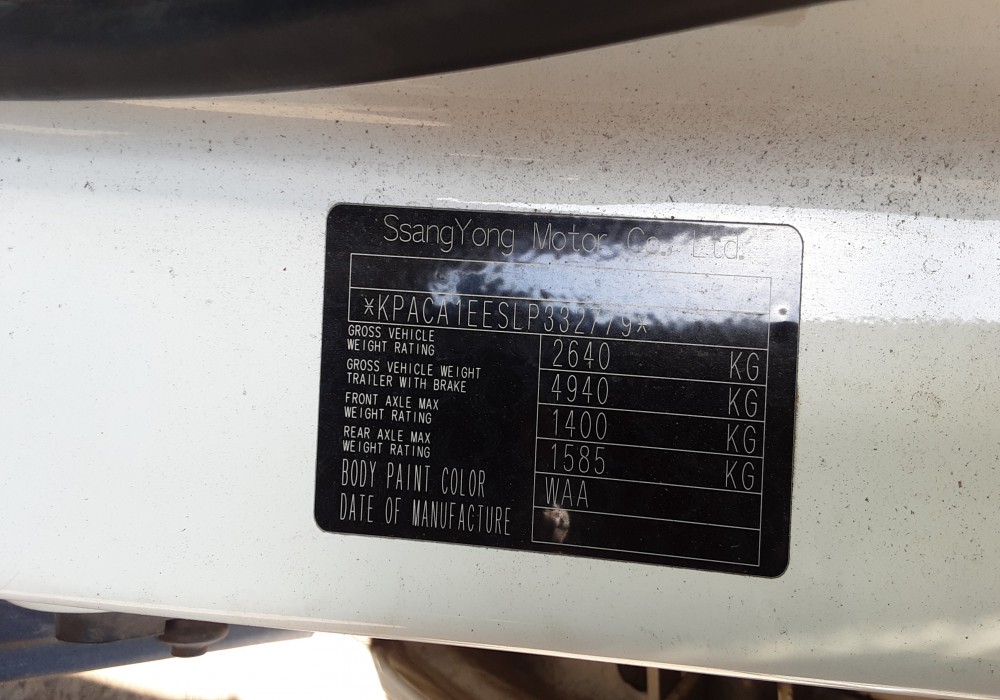 SsangYong Motor Co. Ltd.
*KPACA1EESLP332779*
GROSS VEHICLE
WEIGHT RATING
2640 KG
GROSS VEHICLE WEIGHT
TRAILER WITH BRAKE
4940 KG
FRONT AXLE MAX
WEIGHT RATING
1400 KG
REAR AXLE MAX
WEIGHT RATING
1585 KG
BODY PAINT COLOR
WAA
DATE OF MANUFACTURE